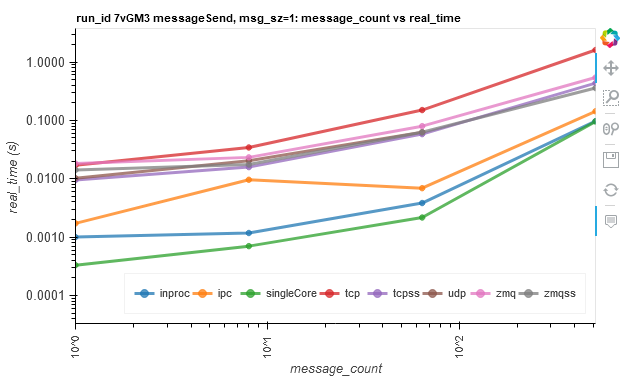 run_id 7vGM3 messageSend, msg_sz=1: message_count vs real_time
real_time (s)
1.0000
0.1000
0.0100
0.0010
0.0001
inproc ipc singleCore tcp tcpss udp zmq zmqss
10^0 10^1 10^2
message_count